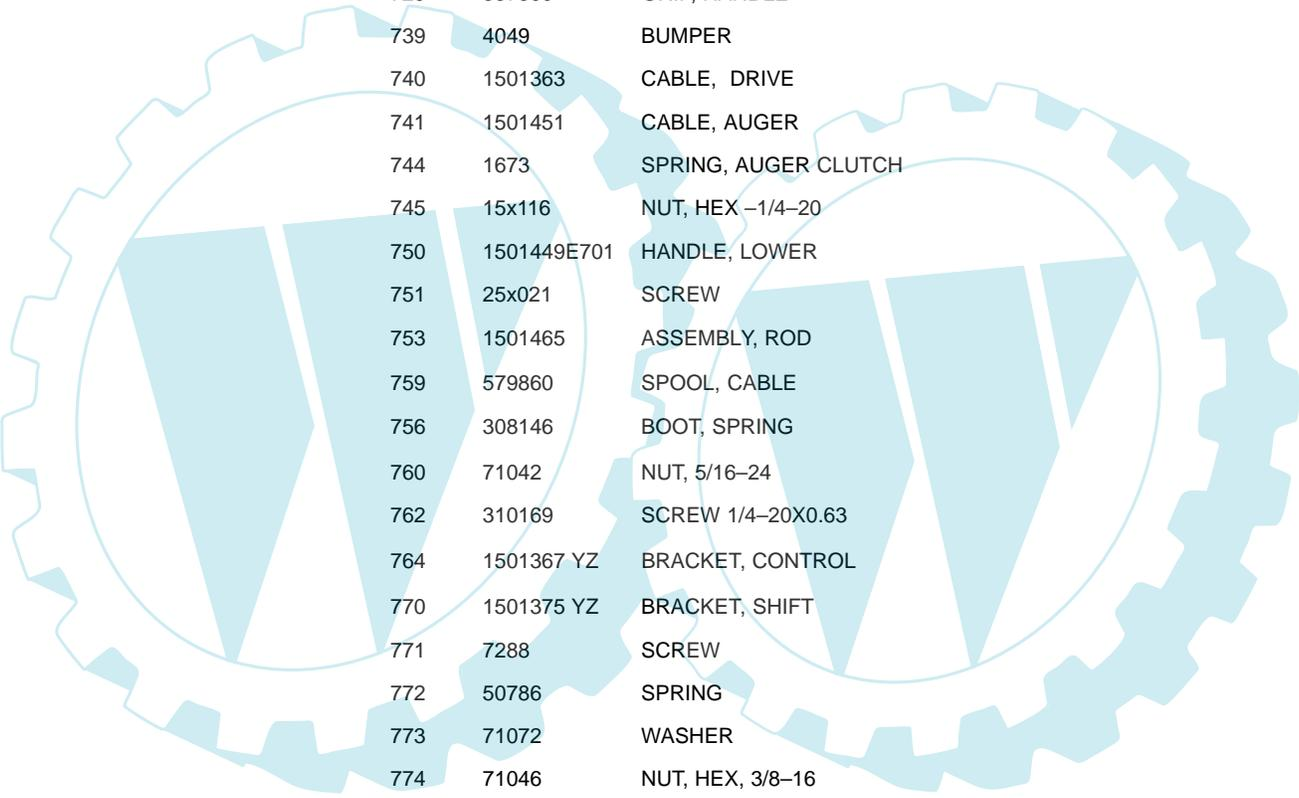 739 4049 BUMPER
740 1501363 CABLE, DRIVE
741 1501451 CABLE, AUGER
744 1673 SPRING, AUGER CLUTCH
745 15x116 NUT, HEX –1/4–20
750 1501449E701 HANDLE, LOWER
751 25x021 SCREW
753 1501465 ASSEMBLY, ROD
759 579860 SPOOL, CABLE
756 308146 BOOT, SPRING
760 71042 NUT, 5/16–24
762 310169 SCREW 1/4–20X0.63
764 1501367 YZ BRACKET, CONTROL
770 1501375 YZ BRACKET, SHIFT
771 7288 SCREW
772 50786 SPRING
773 71072 WASHER
774 71046 NUT, HEX, 3/8–16